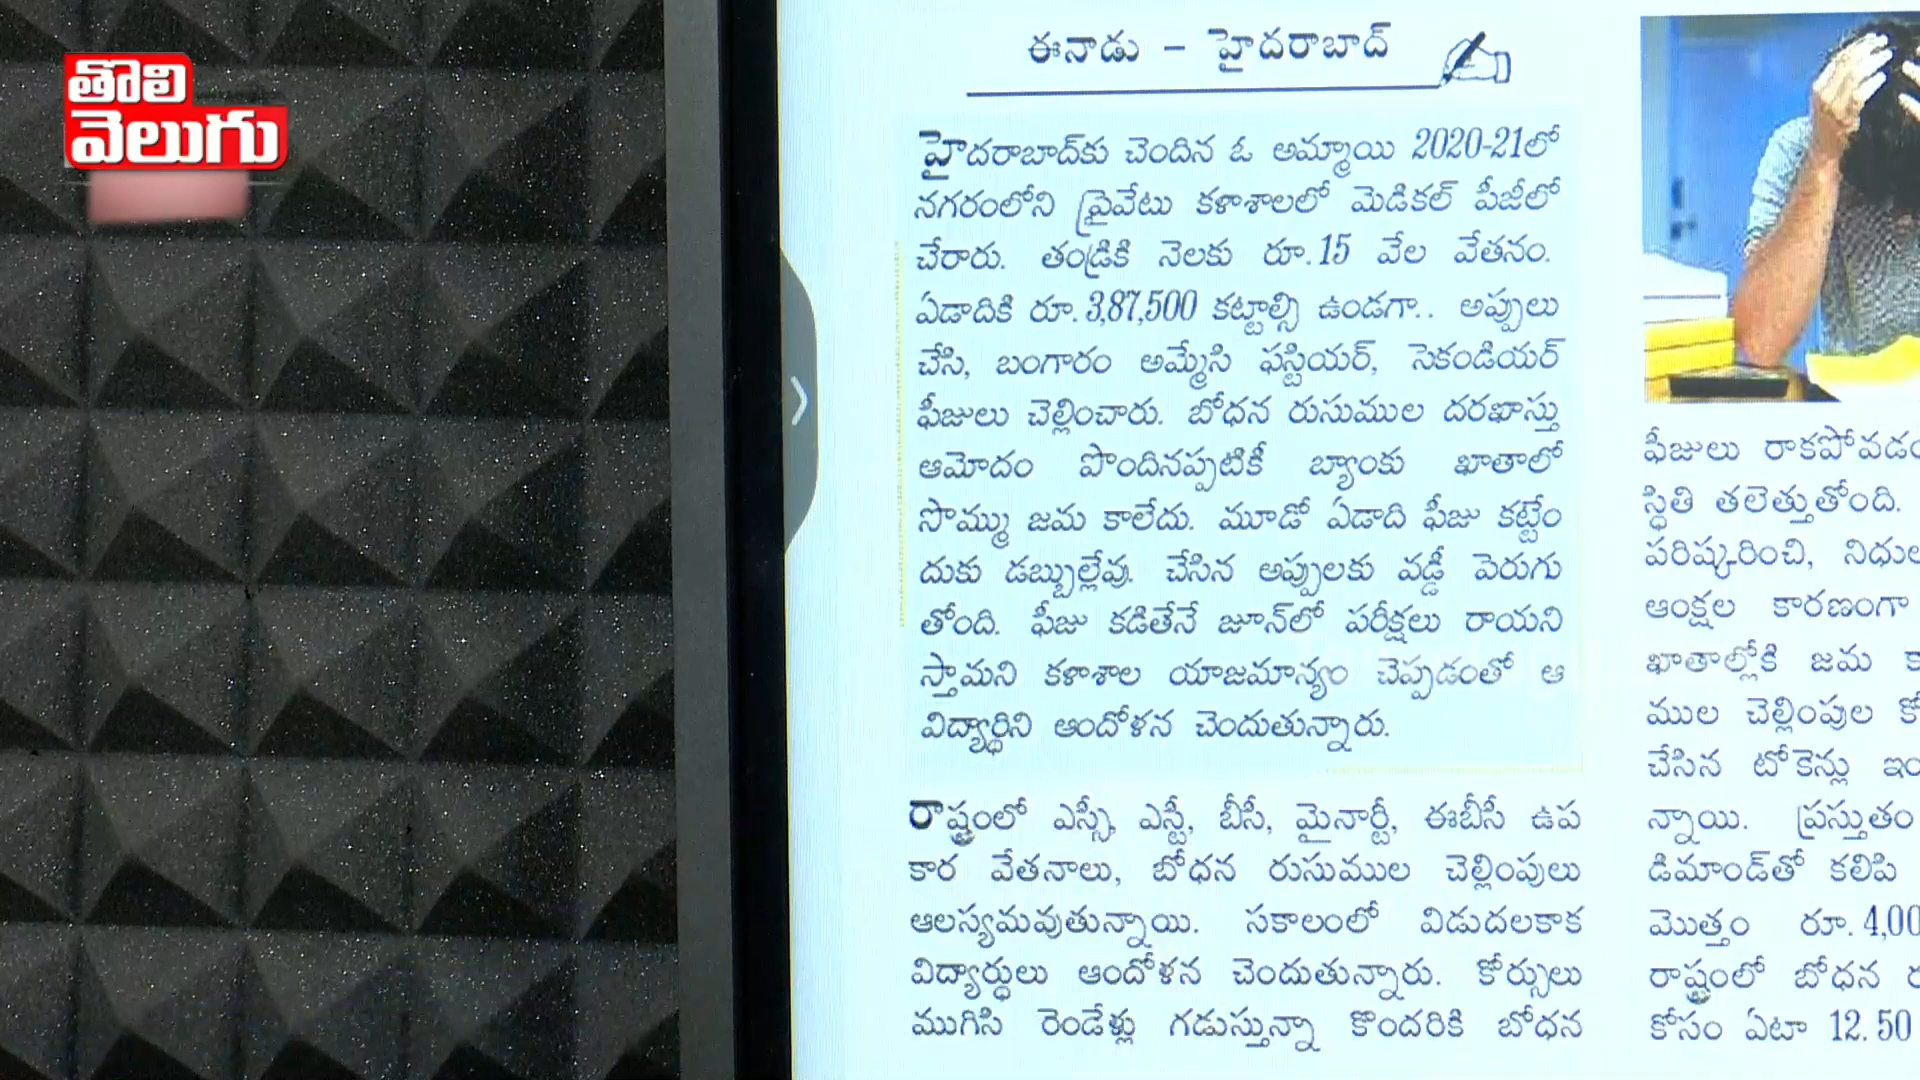 తొలి
వెలుగు
ఈనాడు - హైదరాబాద్
హైదరాబాద్‌కు చెందిన ఓ అమ్మాయి 2020-21లో
నగరంలోని ప్రైవేటు కళాశాలలో మెడికల్ పీజీలో
చేరారు. తండ్రికి నెలకు రూ.15 వేల వేతనం.
ఏడాదికి రూ.3,87,500 కట్టాల్సి ఉండగా.. అప్పులు
చేసి, బంగారం అమ్మేసి ఫస్టియర్, సెకండియర్
ఫీజులు చెల్లించారు. బోధన రుసుముల దరఖాస్తు
ఆమోదం పొందినప్పటికీ బ్యాంకు ఖాతాలో
సొమ్ము జమ కాలేదు. మూడో ఏడాది ఫీజు కట్టేం
దుకు డబ్బుల్లేవు. చేసిన అప్పులకు వడ్డీ పెరుగు
తోంది. ఫీజు కడితేనే జూన్‌లో పరీక్షలు రాయని
స్తామని కళాశాల యాజమాన్యం చెప్పడంతో ఆ
విద్యార్థిని ఆందోళన చెందుతున్నారు.
రాష్ట్రంలో ఎస్సీ, ఎస్టీ, బీసీ, మైనార్టీ, ఈబీసీ ఉప
కార వేతనాలు, బోధన రుసుముల చెల్లింపులు
ఆలస్యమవుతున్నాయి. సకాలంలో విడుదలకాక
విద్యార్థులు ఆందోళన చెందుతున్నారు. కోర్సులు
ముగిసి రెండేళ్లు గడుస్తున్నా కొందరికి బోధన
ఫీజులు రాకపోవడం
స్థితి తలెత్తుతోంది.
పరిష్కరించి, నిధుల
ఆంక్షల కారణంగా
ఖాతాల్లోకి జమ కా
ముల చెల్లింపుల కో
చేసిన టోకెన్లు ఇం
న్నాయి. ప్రస్తుతం
డిమాండ్‌తో కలిపి
మొత్తం రూ.4,00
రాష్ట్రంలో బోధన రు
కోసం ఏటా 12.50